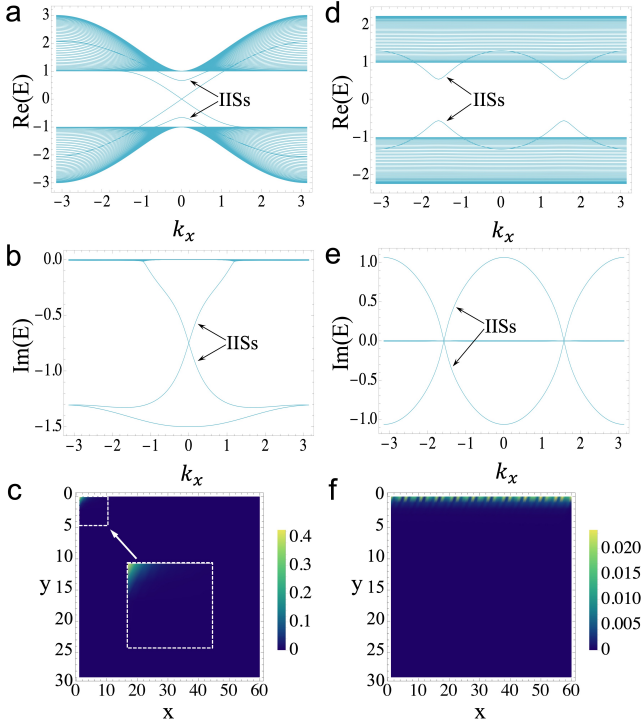 a
Re(E)
3
2
1
0
−1
−2
−3
IISs
−3 −2 −1 0 1 2 3
k_x
b
Im(E)
0.0
−0.5
−1.0
−1.5
IISs
−3 −2 −1 0 1 2 3
k_x
c
y
0
5
10
15
20
25
30
0 10 20 30 40 50 60
x
0.4
0.3
0.2
0.1
0
d
Re(E)
2
1
0
−1
−2
IISs
−3 −2 −1 0 1 2 3
k_x
e
Im(E)
1.0
0.5
0.0
−0.5
−1.0
IISs
−3 −2 −1 0 1 2 3
k_x
f
y
0
5
10
15
20
25
30
0 10 20 30 40 50 60
x
0.020
0.015
0.010
0.005
0